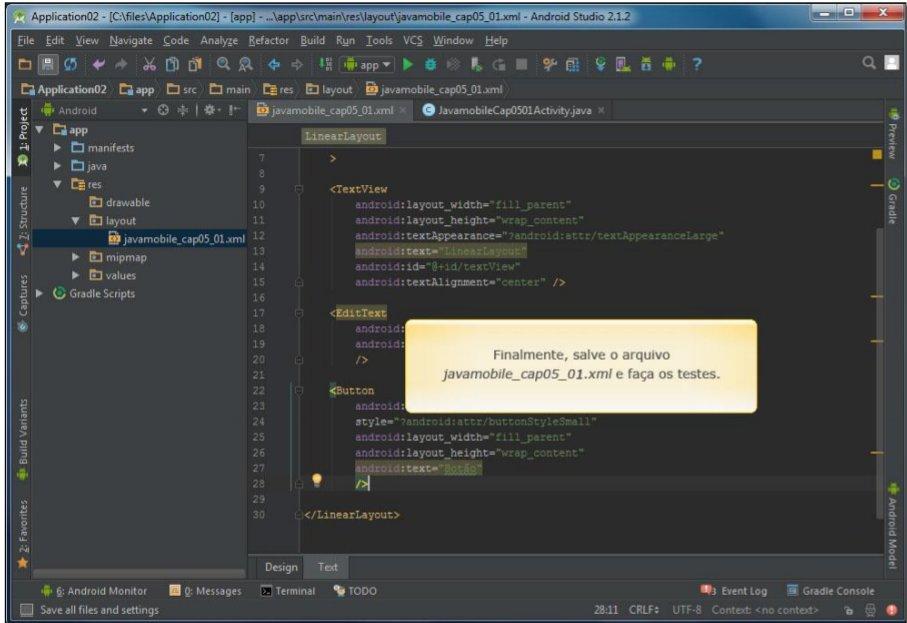 Application02 - [C:\files\Application02] - [app] - ...\app\src\main\res\layout\javamobile_cap05_01.xml - Android Studio 2.1.2
File Edit View Navigate Code Analyze Refactor Build Run Tools VCS Window Help
app
Application02 app src main res layout javamobile_cap05_01.xml
Android
javamobile_cap05_01.xml JavamobileCap0501Activity.java
1: Project
7: Structure
Captures
Build Variants
2: Favorites
app
manifests
java
res
drawable
layout
javamobile_cap05_01.xml
mipmap
values
Gradle Scripts
LinearLayout
7 >
8
9 <TextView
10 android:layout_width="fill_parent"
11 android:layout_height="wrap_content"
12 android:textAppearance="?android:attr/textAppearanceLarge"
13 android:text="LinearLayout"
14 android:id="@+id/textView"
15 android:textAlignment="center" />
16
17 <EditText
18 android:
19 android:
20 />
21
22 <Button
23 android:
24 style="?android:attr/buttonStyleSmall"
25 android:layout_width="fill_parent"
26 android:layout_height="wrap_content"
27 android:text="Botão"
28 />
29
30 </LinearLayout>
Finalmente, salve o arquivo
javamobile_cap05_01.xml e faça os testes.
Preview
Gradle
Android Model
Design Text
6: Android Monitor 0: Messages Terminal TODO 3 Event Log Gradle Console
Save all files and settings 28:11 CRLF UTF-8 Context: <no context>